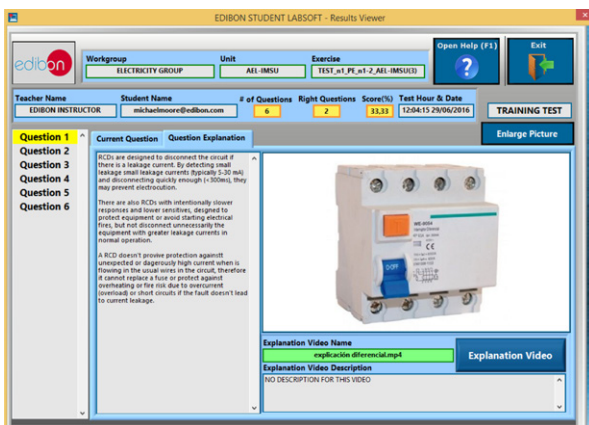 EDIBON STUDENT LABSOFT - Results Viewer
edibon
Workgroup
ELECTRICITY GROUP
Unit
AEL-IMSU
Exercise
TEST_n1_PE_n1-2_AEL-IMSU(3)
Open Help (F1)
?
Exit
Teacher Name
EDIBON INSTRUCTOR
Student Name
michaelmoore@edibon.com
# of Questions
6
Right Questions
2
Score(%)
33,33
Test Hour & Date
12:04:15 29/06/2016
TRAINING TEST
Enlarge Picture
Question 1
Question 2
Question 3
Question 4
Question 5
Question 6
Current Question
Question Explanation
RCDs are designed to disconnect the circuit if
there is a leakage current. By detecting small
leakage small leakage currents (typically 5-30 mA)
and disconnecting quickly enough (<300ms), they
may prevent electrocution.
There are also RCDs with intentionally slower
responses and lower sensitives, desgned to
protect equipment or avoid starting electrical
fires, but not disconnect unnecessarily the
equipment with greater leakage currents in
normal operation.
A RCD doesn't provive protection againstt
unexpected or dagerously high current when is
flowing in the usual wires in the circuit, therefore
it cannot replace a fuse or protect against
overheating or fire risk due to overcurrent
(overload) or short circuits if the fault doesn't lead
to current leakage.
OFF
CE
Explanation Video Name
explicación diferencial.mp4
Explanation Video
Explanation Video Description
NO DESCRIPTION FOR THIS VIDEO